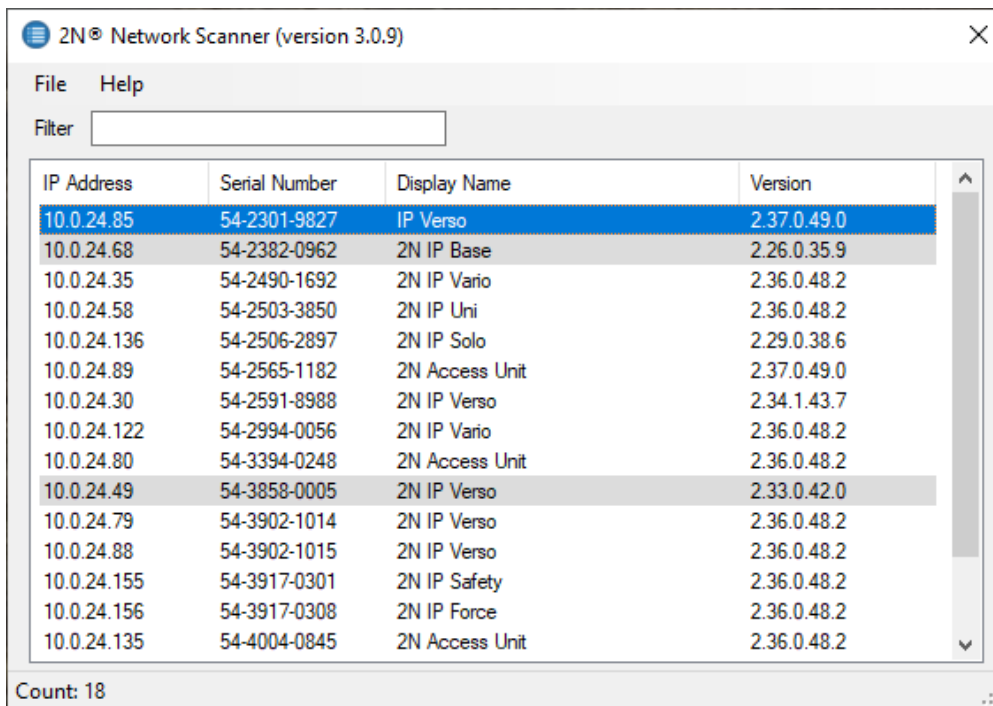 2N® Network Scanner (version 3.0.9)
File Help
Filter
IP Address Serial Number Display Name Version
10.0.24.85 54-2301-9827 IP Verso 2.37.0.49.0
10.0.24.68 54-2382-0962 2N IP Base 2.26.0.35.9
10.0.24.35 54-2490-1692 2N IP Vario 2.36.0.48.2
10.0.24.58 54-2503-3850 2N IP Uni 2.36.0.48.2
10.0.24.136 54-2506-2897 2N IP Solo 2.29.0.38.6
10.0.24.89 54-2565-1182 2N Access Unit 2.37.0.49.0
10.0.24.30 54-2591-8988 2N IP Verso 2.34.1.43.7
10.0.24.122 54-2994-0056 2N IP Vario 2.36.0.48.2
10.0.24.80 54-3394-0248 2N Access Unit 2.36.0.48.2
10.0.24.49 54-3858-0005 2N IP Verso 2.33.0.42.0
10.0.24.79 54-3902-1014 2N IP Verso 2.36.0.48.2
10.0.24.88 54-3902-1015 2N IP Verso 2.36.0.48.2
10.0.24.155 54-3917-0301 2N IP Safety 2.36.0.48.2
10.0.24.156 54-3917-0308 2N IP Force 2.36.0.48.2
10.0.24.135 54-4004-0845 2N Access Unit 2.36.0.48.2
Count: 18